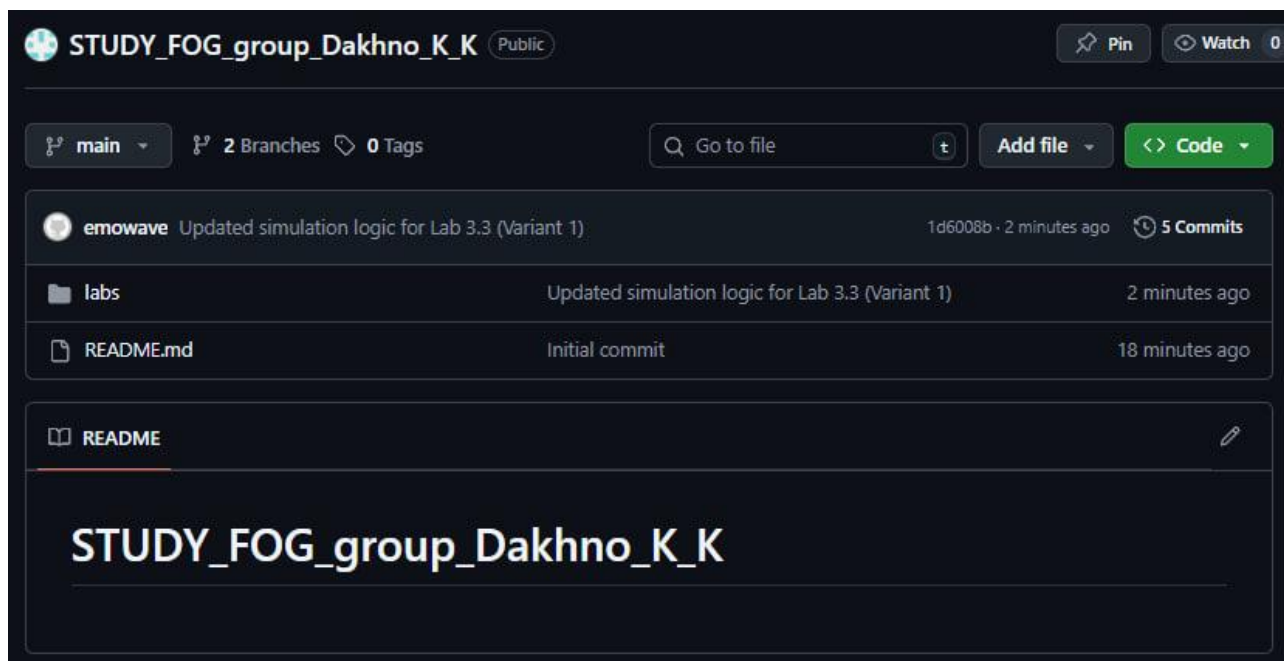 STUDY_FOG_group_Dakhno_K_K Public Pin Watch 0
main 2 Branches 0 Tags Go to file t Add file <> Code
emowave Updated simulation logic for Lab 3.3 (Variant 1) 1d6008b · 2 minutes ago 5 Commits
labs Updated simulation logic for Lab 3.3 (Variant 1) 2 minutes ago
README.md Initial commit 18 minutes ago
README
STUDY_FOG_group_Dakhno_K_K